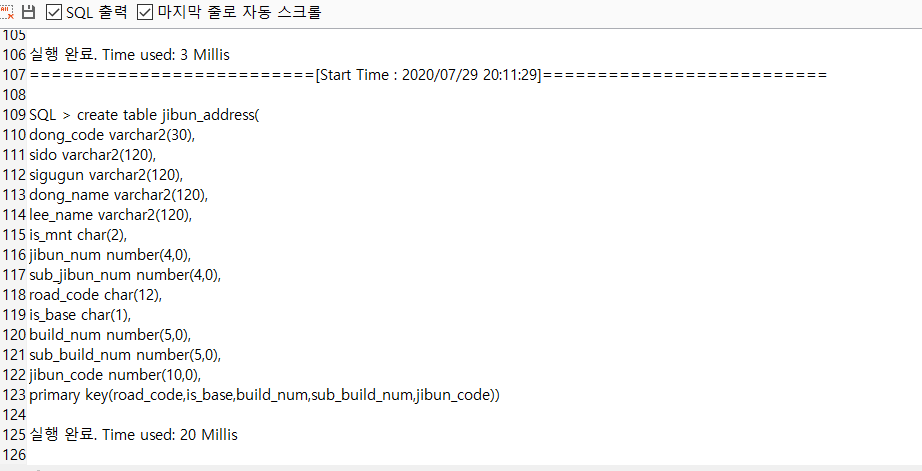 SQL 출력 마지막 줄로 자동 스크롤
105
106 실행 완료. Time used: 3 Millis
107 ==========================[Start Time : 2020/07/29 20:11:29]==========================
108
109 SQL > create table jibun_address(
110 dong_code varchar2(30),
111 sido varchar2(120),
112 sigugun varchar2(120),
113 dong_name varchar2(120),
114 lee_name varchar2(120),
115 is_mnt char(2),
116 jibun_num number(4,0),
117 sub_jibun_num number(4,0),
118 road_code char(12),
119 is_base char(1),
120 build_num number(5,0),
121 sub_build_num number(5,0),
122 jibun_code number(10,0),
123 primary key(road_code,is_base,build_num,sub_build_num,jibun_code))
124
125 실행 완료. Time used: 20 Millis
126